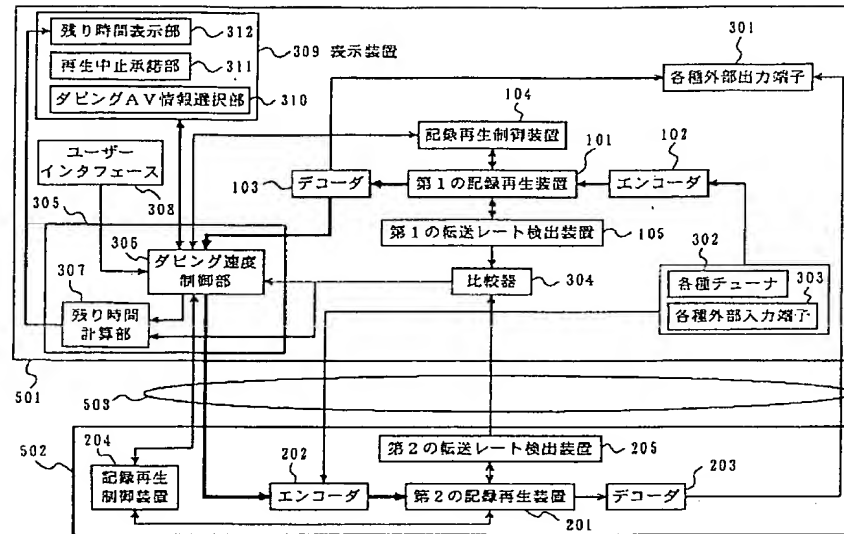 残り時間表示部
312
再生中止承諾部
311
ダビングAV情報選択部
310
309 表示装置
301
各種外部出力端子
104
記録再生制御装置
ユーザー
インタフェース
308
103
デコーダ
101
第1の記録再生装置
102
エンコーダ
第1の転送レート検出装置
105
305
306
ダビング速度
制御部
307
残り時間
計算部
比較器
304
302
各種チューナ
303
各種外部入力端子
501
503
502
204
記録再生
制御装置
202
エンコーダ
第2の転送レート検出装置
205
第2の記録再生装置
201
203
デコーダ